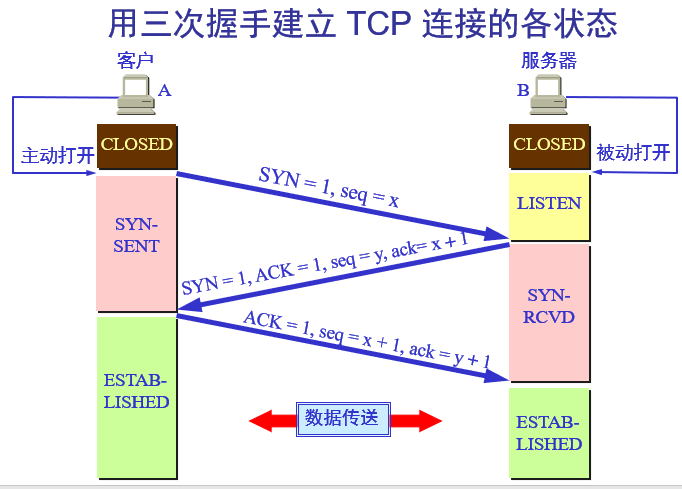 用三次握手建立 TCP 连接的各状态
客户
服务器
A
B
CLOSED
CLOSED
主动打开
被动打开
SYN = 1, seq = x
LISTEN
SYN-
SENT
SYN = 1, ACK = 1, seq = y, ack= x + 1
SYN-
RCVD
ACK = 1, seq = x + 1, ack = y + 1
ESTAB-
LISHED
数据传送
ESTAB-
LISHED